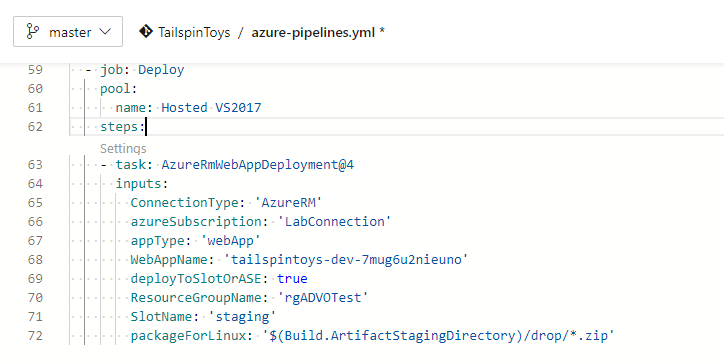 master TailspinToys / azure-pipelines.yml *
59 - job: Deploy
60 pool:
61 name: Hosted VS2017
62 steps:
Settings
63 - task: AzureRmWebAppDeployment@4
64 inputs:
65 ConnectionType: 'AzureRM'
66 azureSubscription: 'LabConnection'
67 appType: 'webApp'
68 WebAppName: 'tailspintoys-dev-7mug6u2nieuno'
69 deployToSlotOrASE: true
70 ResourceGroupName: 'rgADVOTest'
71 SlotName: 'staging'
72 packageForLinux: '$(Build.ArtifactStagingDirectory)/drop/*.zip'